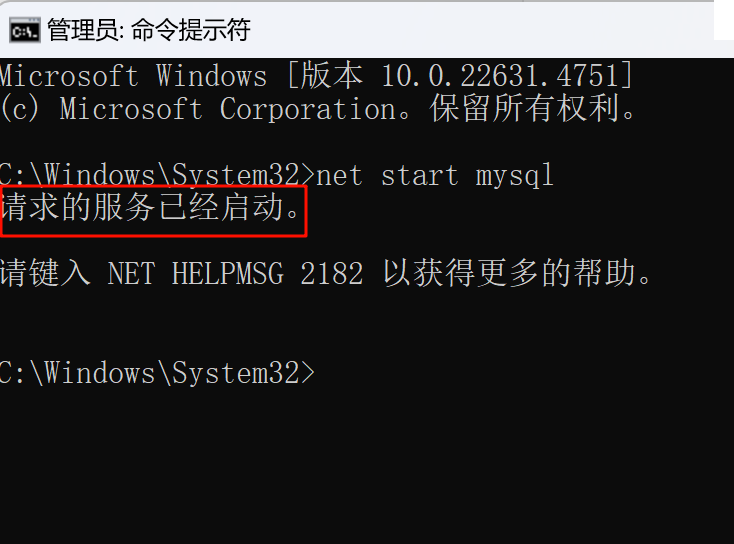 管理员: 命令提示符
Microsoft Windows [版本 10.0.22631.4751]
(c) Microsoft Corporation。保留所有权利。
C:\Windows\System32>net start mysql
请求的服务已经启动。
请键入 NET HELPMSG 2182 以获得更多的帮助。
C:\Windows\System32>